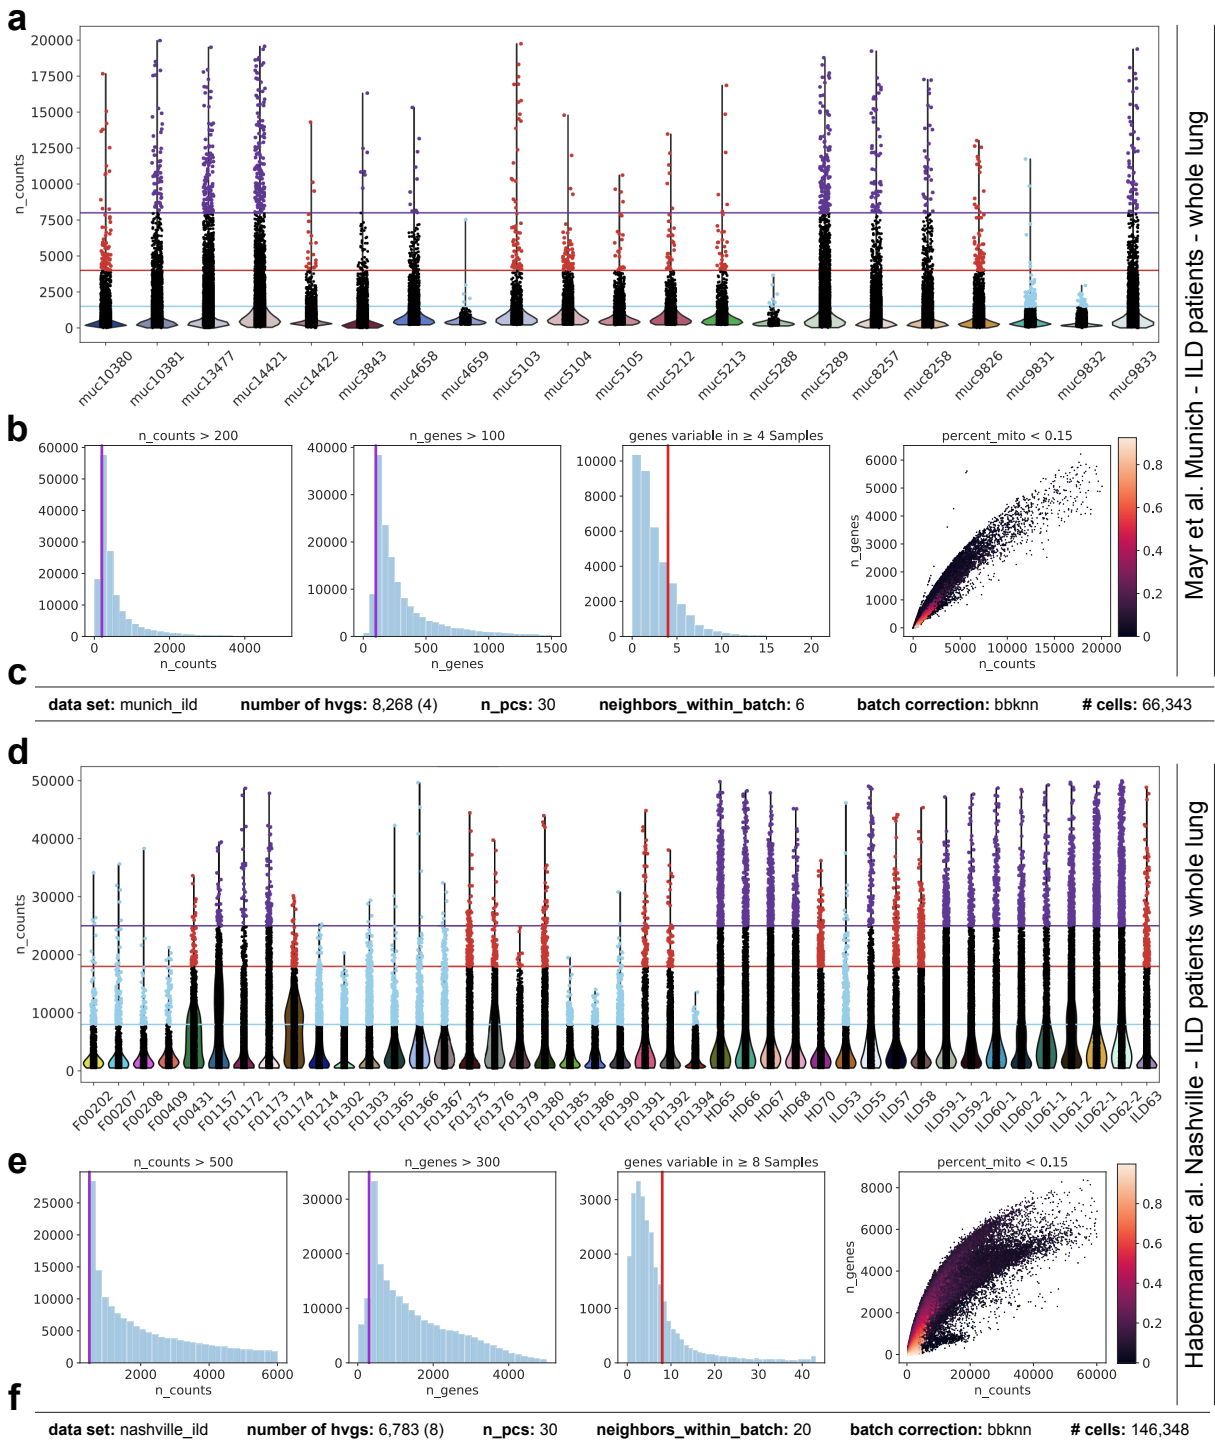 a
20000
17500
15000
12500
10000
7500
5000
2500
0
n_counts
muc10380
muc10381
muc13477
muc14421
muc14422
muc3843
muc4658
muc4659
muc5103
muc5104
muc5105
muc5212
muc5213
muc5288
muc5289
muc8257
muc8258
muc9826
muc9831
muc9832
muc9833
Mayr et al. Munich - ILD patients - whole lung
b
n_counts > 200
60000
50000
40000
30000
20000
10000
0
0 2000 4000
n_counts
n_genes > 100
40000
30000
20000
10000
0
0 500 1000 1500
n_genes
genes variable in ≥ 4 Samples
10000
8000
6000
4000
2000
0
0 5 10 15 20
percent_mito < 0.15
6000
5000
4000
3000
2000
1000
0
n_genes
0 5000 10000 15000 20000
n_counts
0.8
0.6
0.4
0.2
0
c
data set: munich_ild number of hvgs: 8,268 (4) n_pcs: 30 neighbors_within_batch: 6 batch correction: bbknn # cells: 66,343
d
50000
40000
30000
20000
10000
0
n_counts
F00202
F00207
F00208
F00409
F00431
F01157
F01172
F01173
F01174
F01214
F01302
F01303
F01365
F01366
F01367
F01375
F01376
F01379
F01380
F01385
F01386
F01390
F01391
F01392
F01394
HD65
HD66
HD67
HD68
HD70
ILD53
ILD55
ILD57
ILD58
ILD59-1
ILD59-2
ILD60-1
ILD60-2
ILD61-1
ILD61-2
ILD62-1
ILD62-2
ILD63
Habermann et al. Nashville - ILD patients whole lung
e
n_counts > 500
25000
20000
15000
10000
5000
0
2000 4000 6000
n_counts
n_genes > 300
30000
20000
10000
0
0 2000 4000
n_genes
genes variable in ≥ 8 Samples
3000
2000
1000
0
0 10 20 30 40
percent_mito < 0.15
8000
6000
4000
2000
0
n_genes
0 20000 40000 60000
n_counts
0.8
0.6
0.4
0.2
0
f
data set: nashville_ild number of hvgs: 6,783 (8) n_pcs: 30 neighbors_within_batch: 20 batch correction: bbknn # cells: 146,348